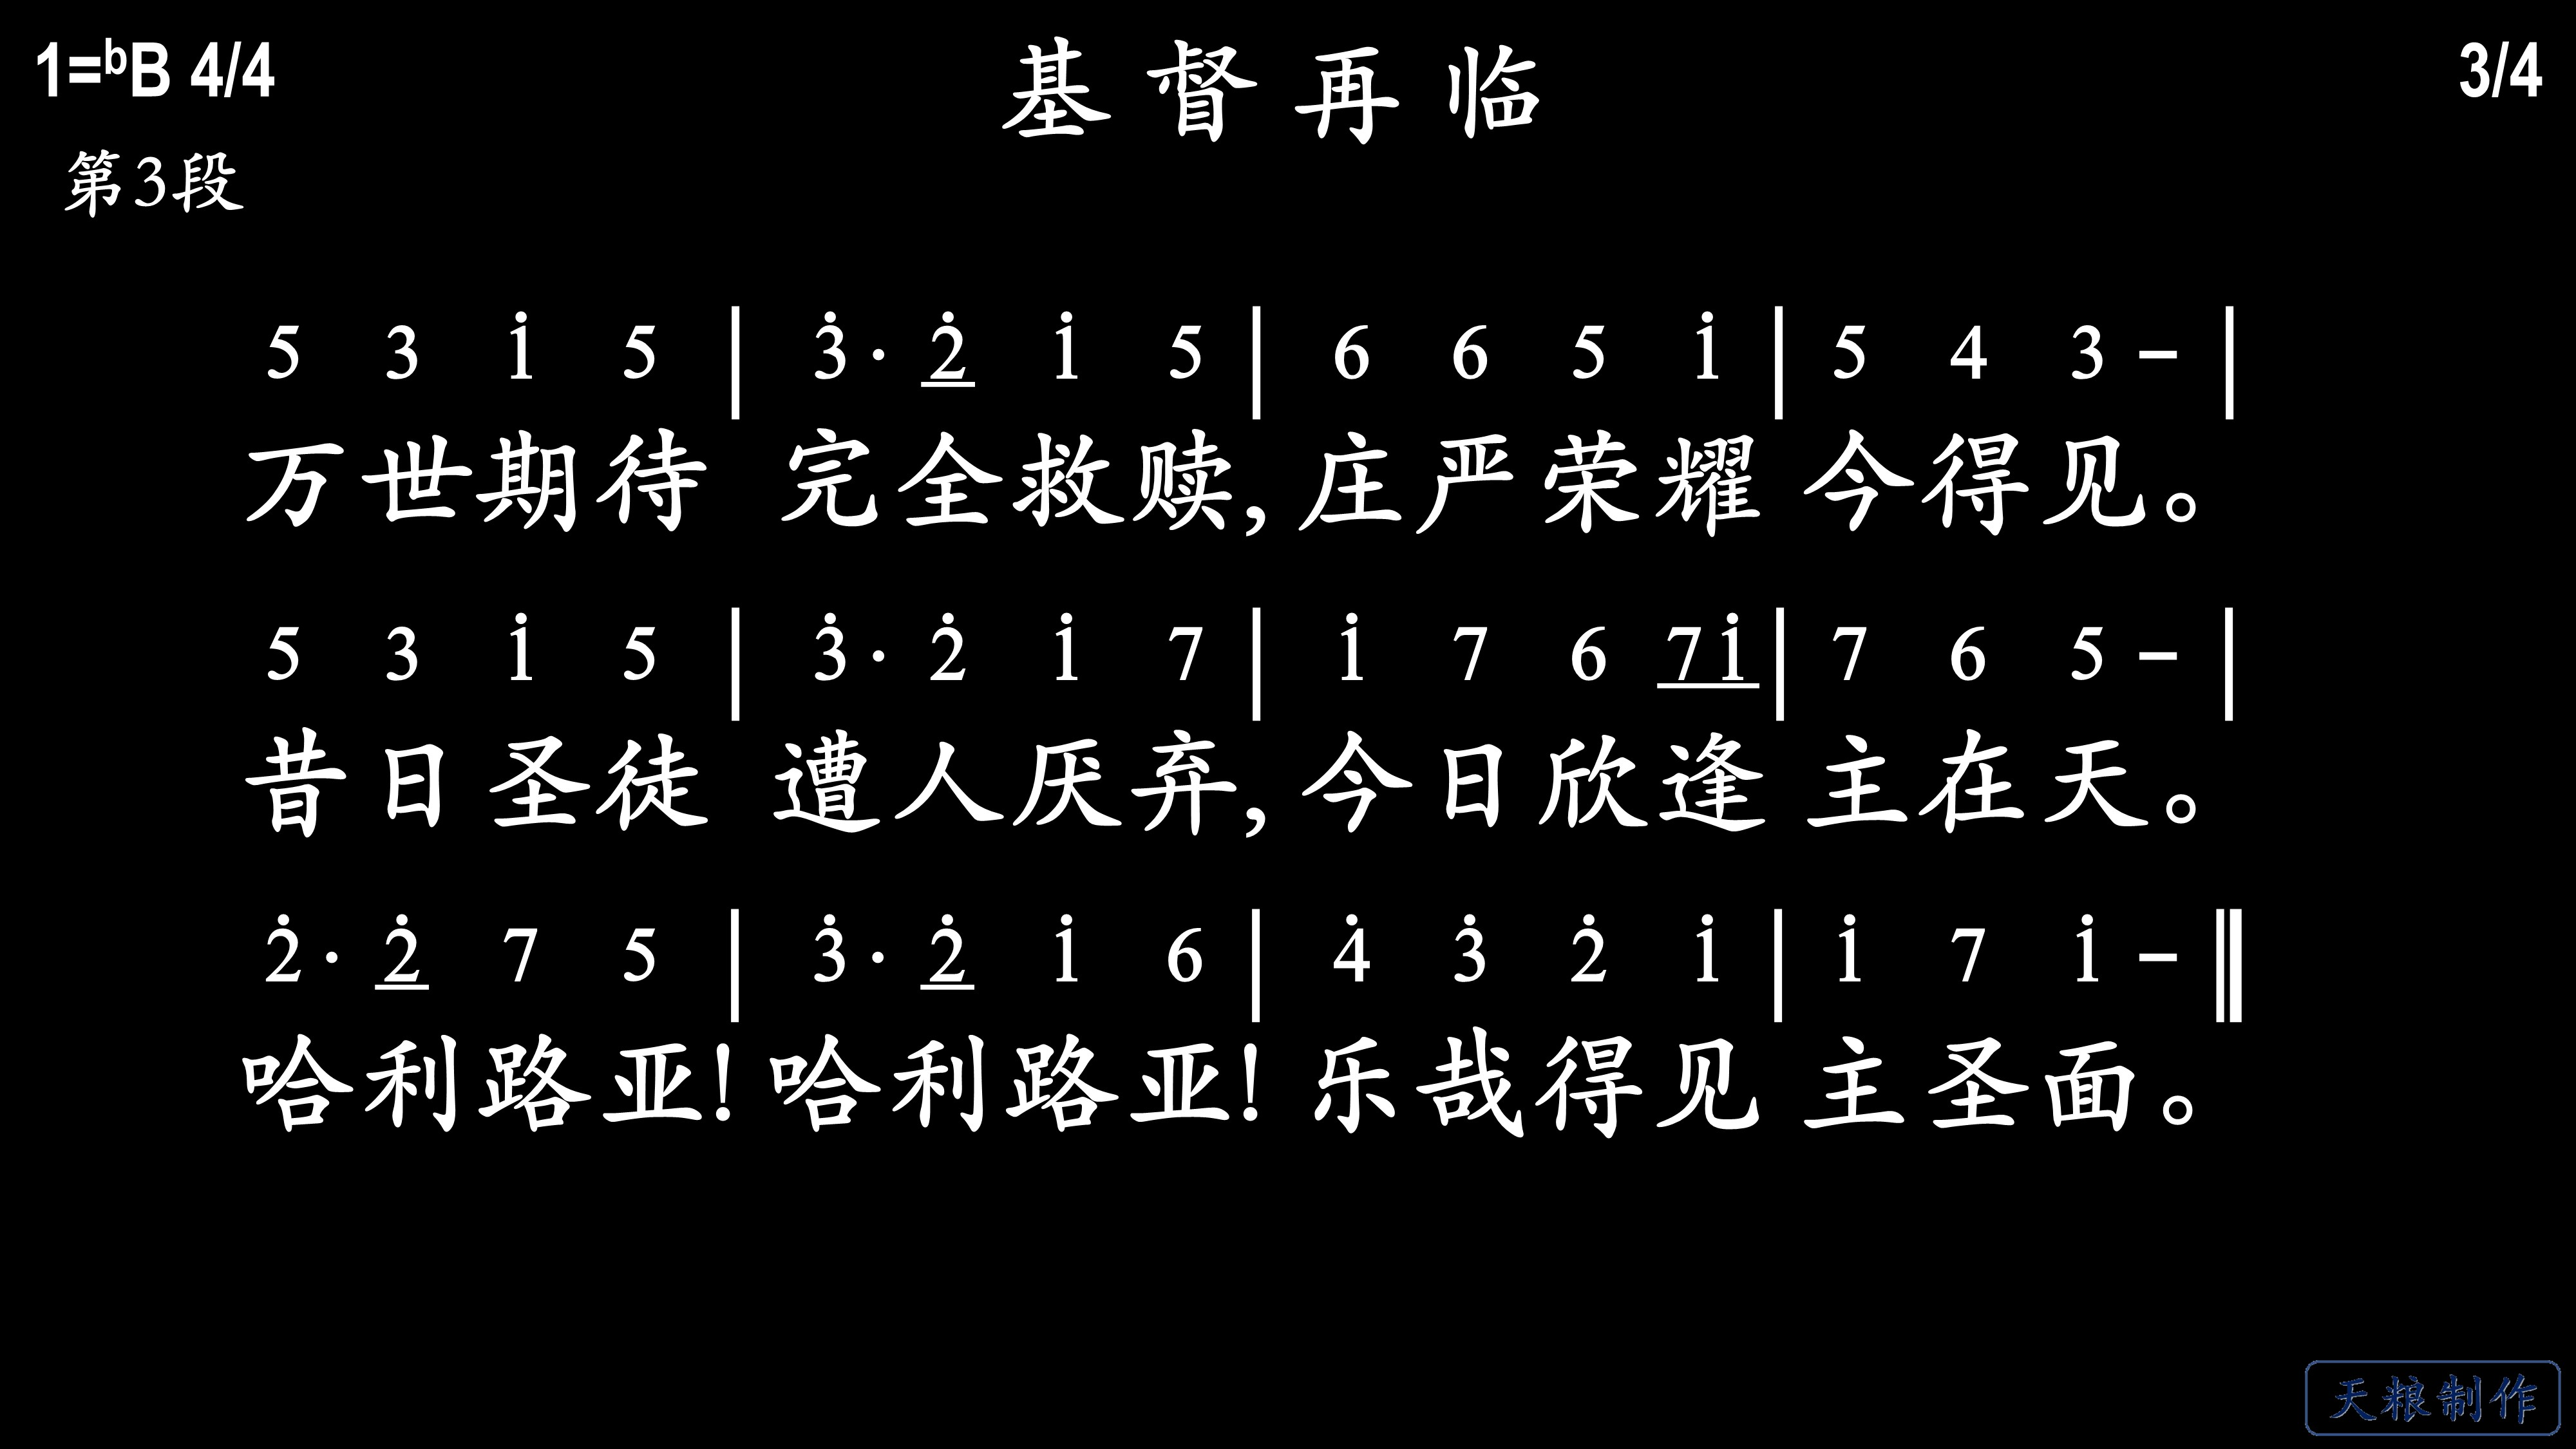 1=ᵇB 4/4
基督再临
3/4
第3段
5 3 i 5 | 3̇ · 2̇ i 5 | 6 6 5 i | 5 4 3 – |
万世期待 完全救赎,庄严荣耀 今得见。
5 3 i 5 | 3̇ · 2̇ i 7 | i 7 6 7 i | 7 6 5 – |
昔日圣徒 遭人厌弃,今日欣逢 主在天。
2̇ · 2̇ 7 5 | 3̇ · 2̇ i 6 | 4̇ 3̇ 2̇ i | i 7 i – ‖
哈利路亚!哈利路亚!乐哉得见 主圣面。
天粮制作